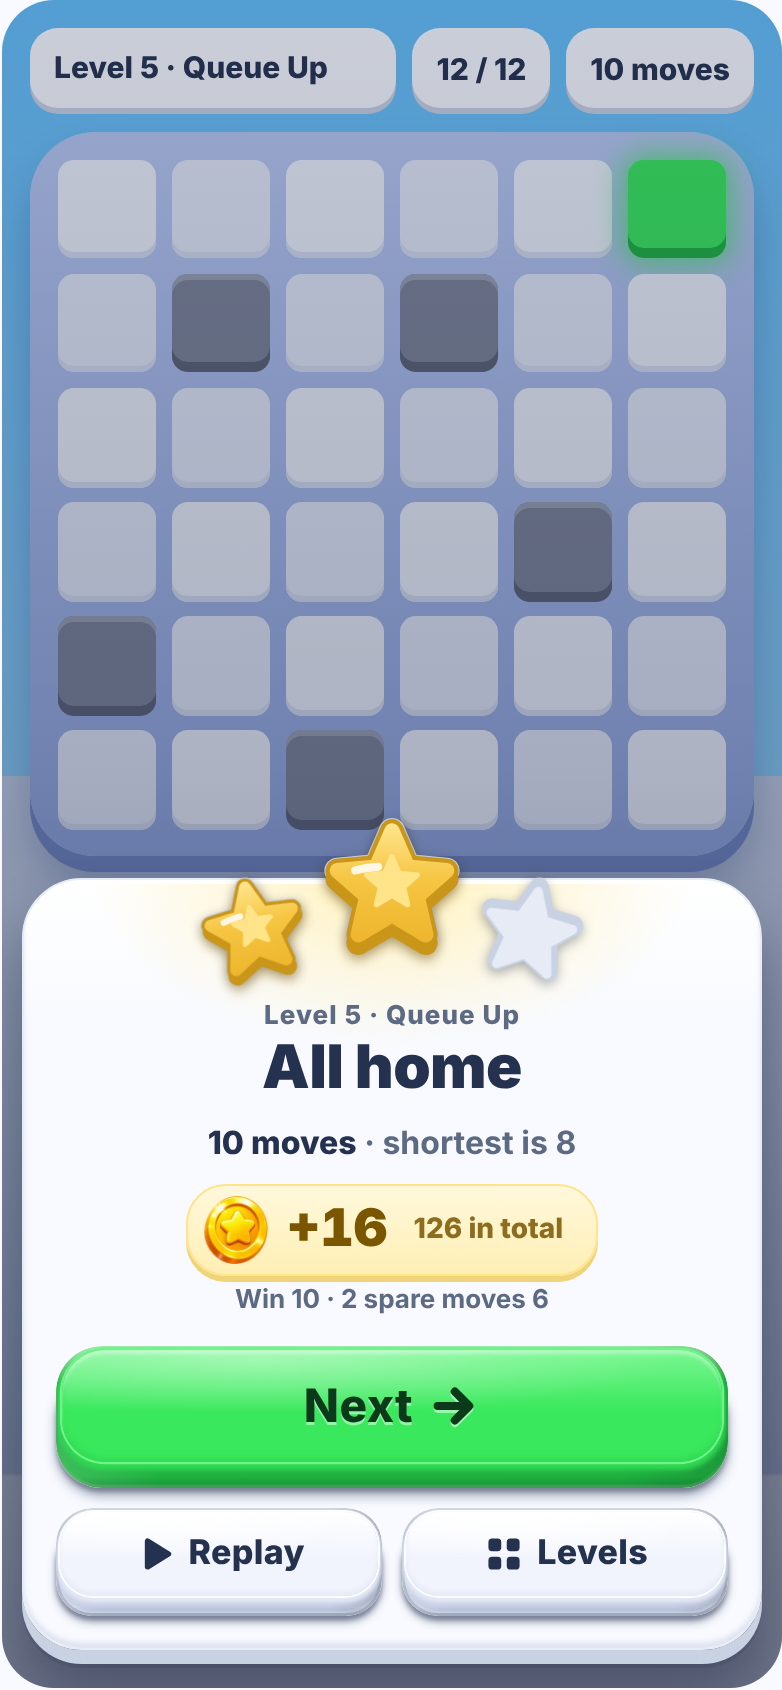 Level 5 · Queue Up
12 / 12
10 moves
Level 5 · Queue Up
All home
10 moves · shortest is 8
+16 126 in total
Win 10 · 2 spare moves 6
Next
Replay
Levels